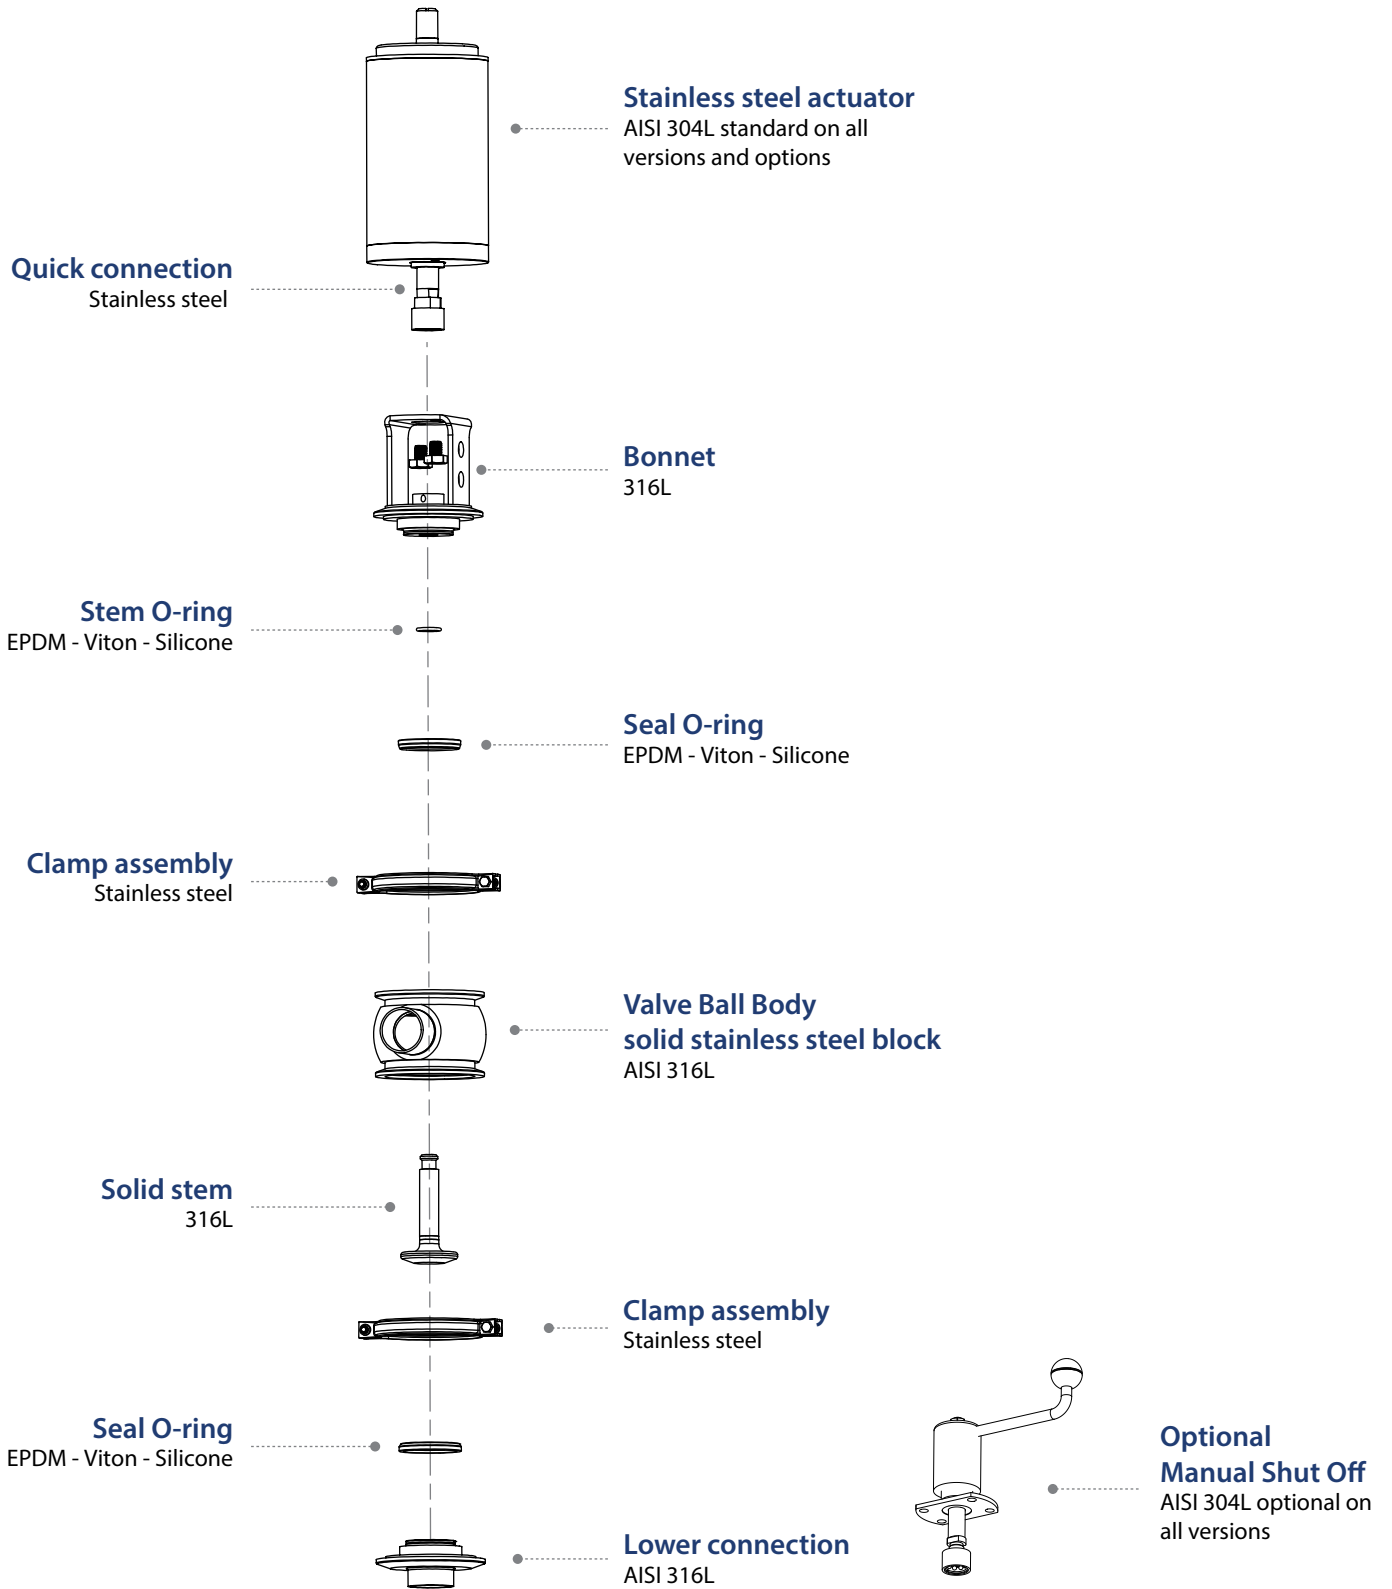 Stainless steel actuator
AISI 304L standard on all
versions and options
Quick connection
Stainless steel
Bonnet
316L
Stem O-ring
EPDM - Viton - Silicone
Seal O-ring
EPDM - Viton - Silicone
Clamp assembly
Stainless steel
Valve Ball Body
solid stainless steel block
AISI 316L
Solid stem
316L
Clamp assembly
Stainless steel
Seal O-ring
EPDM - Viton - Silicone
Optional
Manual Shut Off
AISI 304L optional on
all versions
Lower connection
AISI 316L